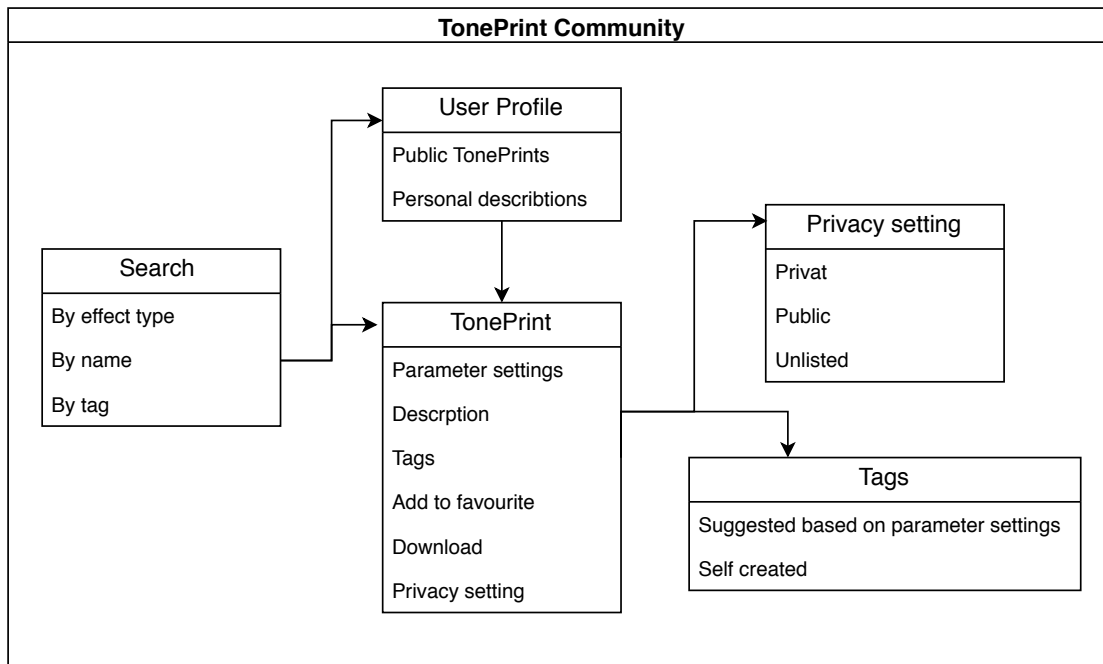 TonePrint Community
User Profile
Public TonePrints
Personal describtions
Search
By effect type
By name
By tag
TonePrint
Parameter settings
Descrption
Tags
Add to favourite
Download
Privacy setting
Privacy setting
Privat
Public
Unlisted
Tags
Suggested based on parameter settings
Self created